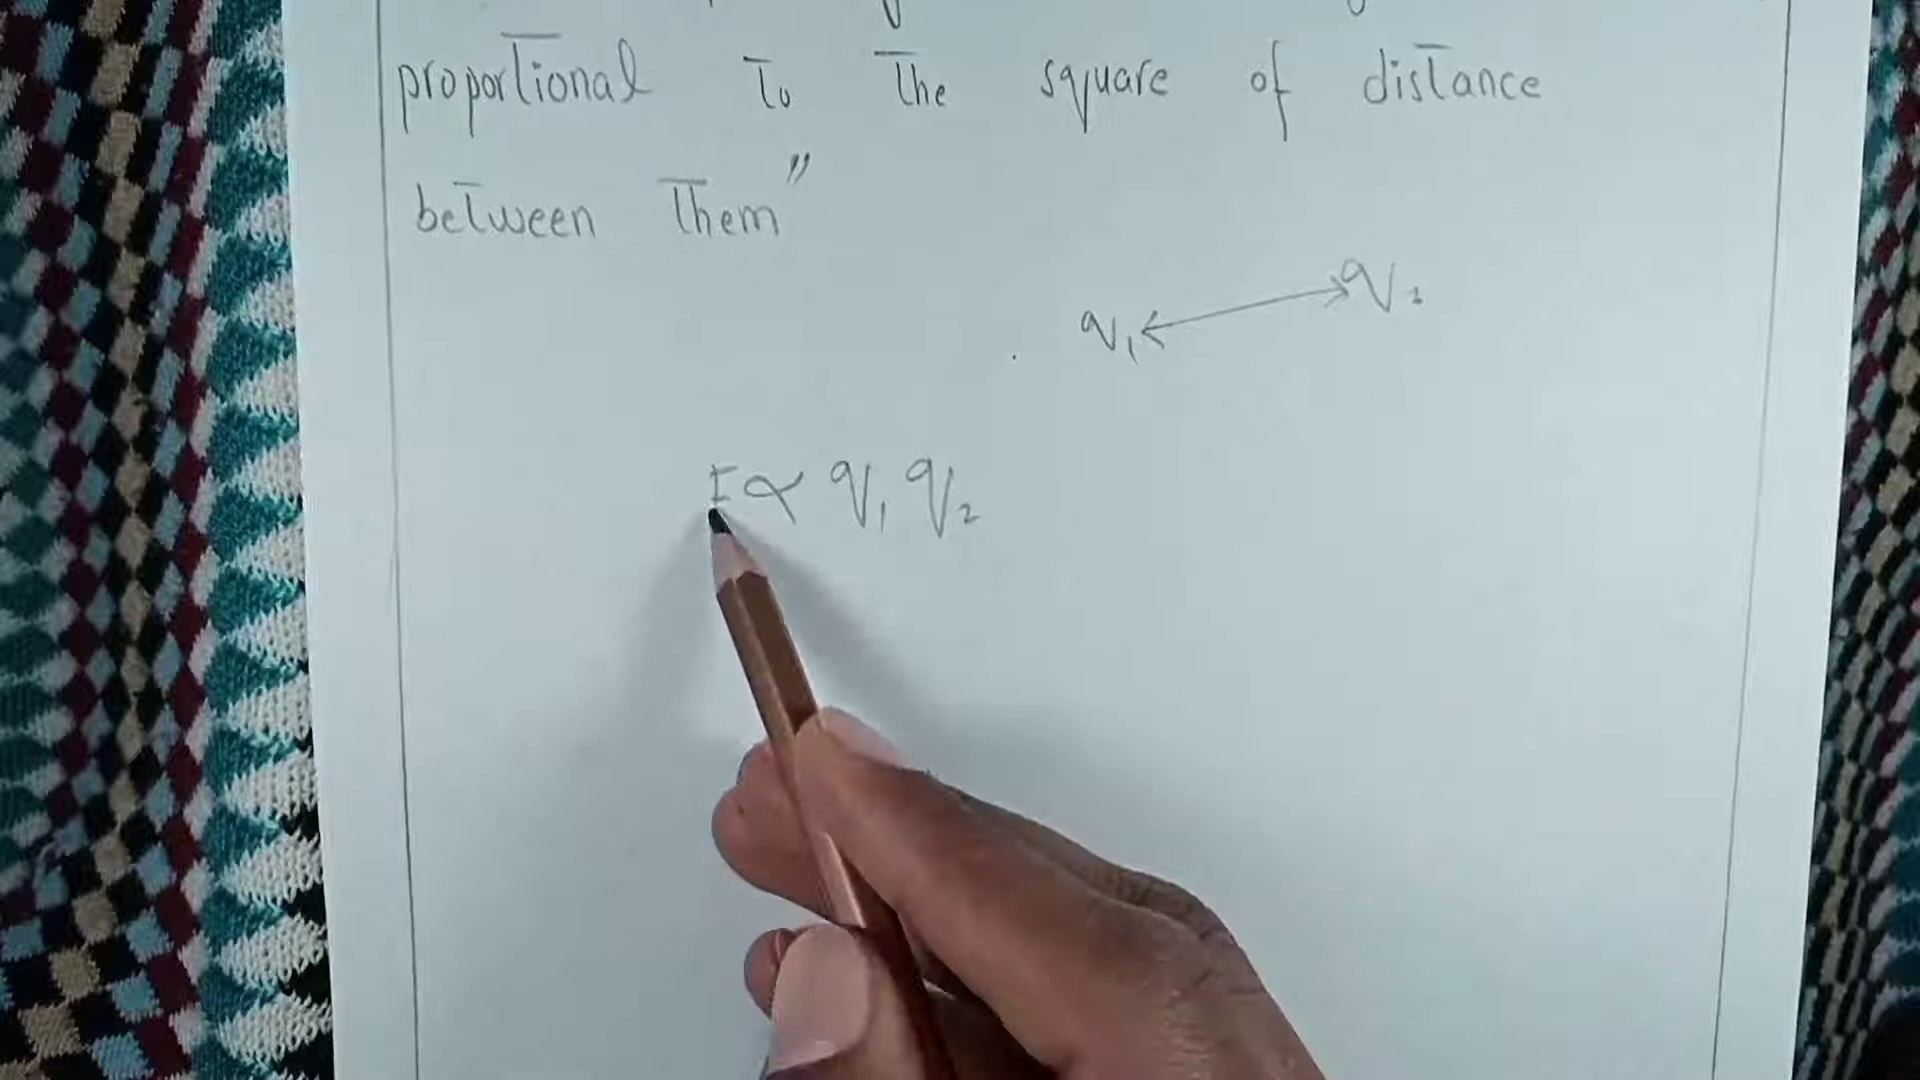 proportional to the square of distance
between them"
q₁ q₂
F ∝ q₁ q₂